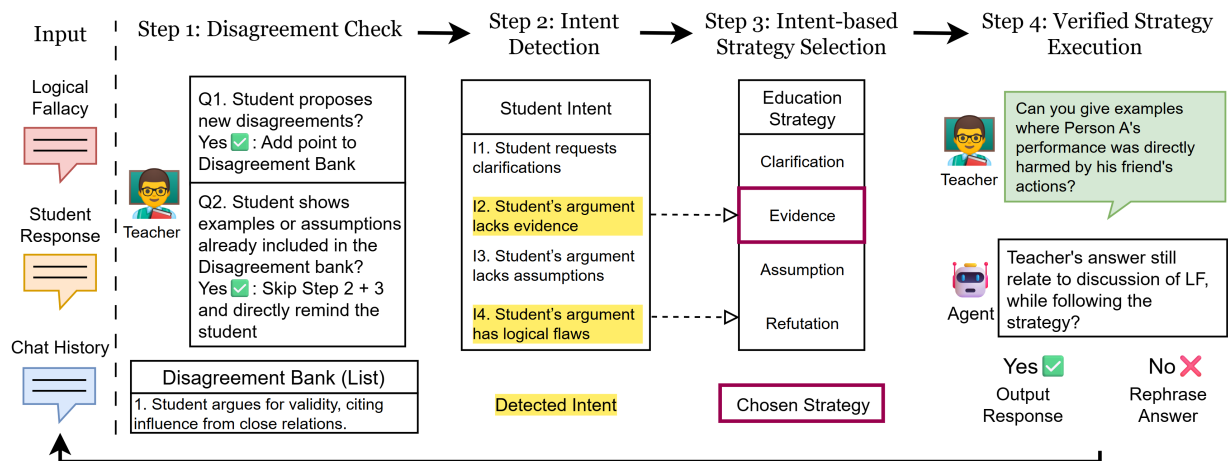 Input
Logical
Fallacy
Student
Response
Chat History
Step 1: Disagreement Check
Teacher
Q1. Student proposes
new disagreements?
Yes ✅: Add point to
Disagreement Bank
Q2. Student shows
examples or assumptions
already included in the
Disagreement bank?
Yes ✅: Skip Step 2 + 3
and directly remind the
student
Disagreement Bank (List)
1. Student argues for validity, citing
influence from close relations.
Step 2: Intent
Detection
Student Intent
I1. Student requests
clarifications
I2. Student's argument
lacks evidence
I3. Student's argument
lacks assumptions
I4. Student's argument
has logical flaws
Detected Intent
Step 3: Intent-based
Strategy Selection
Education
Strategy
Clarification
Evidence
Assumption
Refutation
Chosen Strategy
Step 4: Verified Strategy
Execution
Teacher
Can you give examples
where Person A's
performance was directly
harmed by his friend's
actions?
Agent
Teacher's answer still
relate to discussion of LF,
while following the
strategy?
Yes ✅
Output
Response
No ❌
Rephrase
Answer